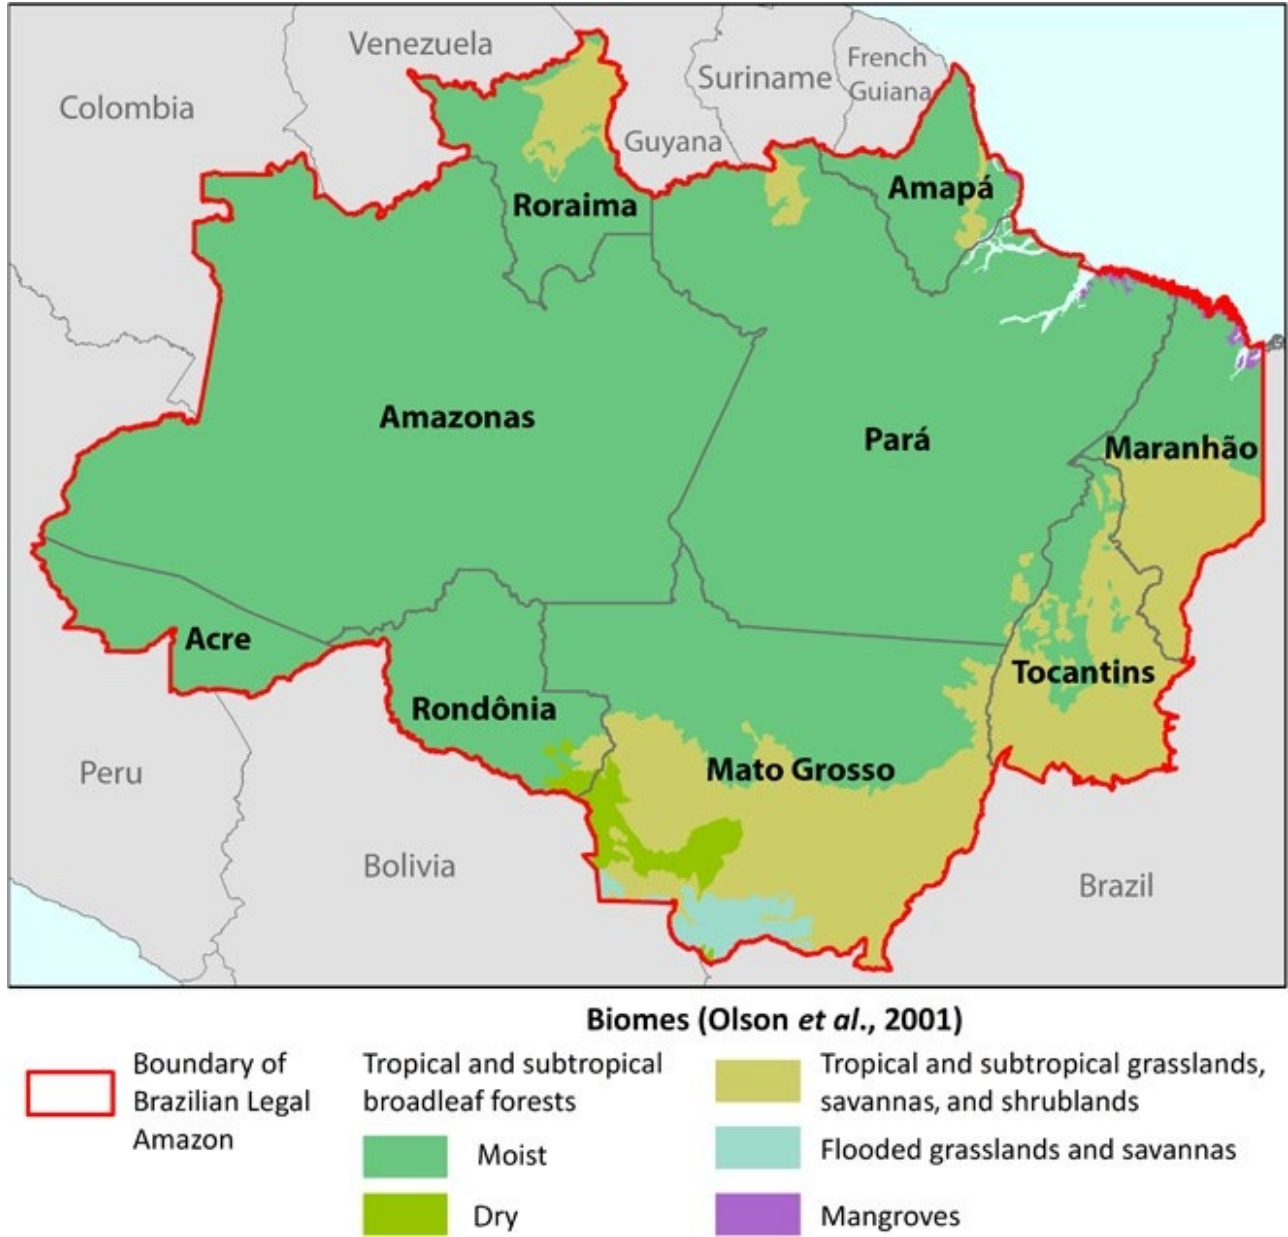 Venezuela
Colombia
Suriname
French
Guiana
Guyana
Amapá
Roraima
Amazonas
Pará
Maranhão
Acre
Tocantins
Rondônia
Mato Grosso
Peru
Bolivia
Brazil
Biomes (Olson et al., 2001)
Boundary of
Brazilian Legal
Amazon
Tropical and subtropical
broadleaf forests
Moist
Dry
Tropical and subtropical grasslands,
savannas, and shrublands
Flooded grasslands and savannas
Mangroves